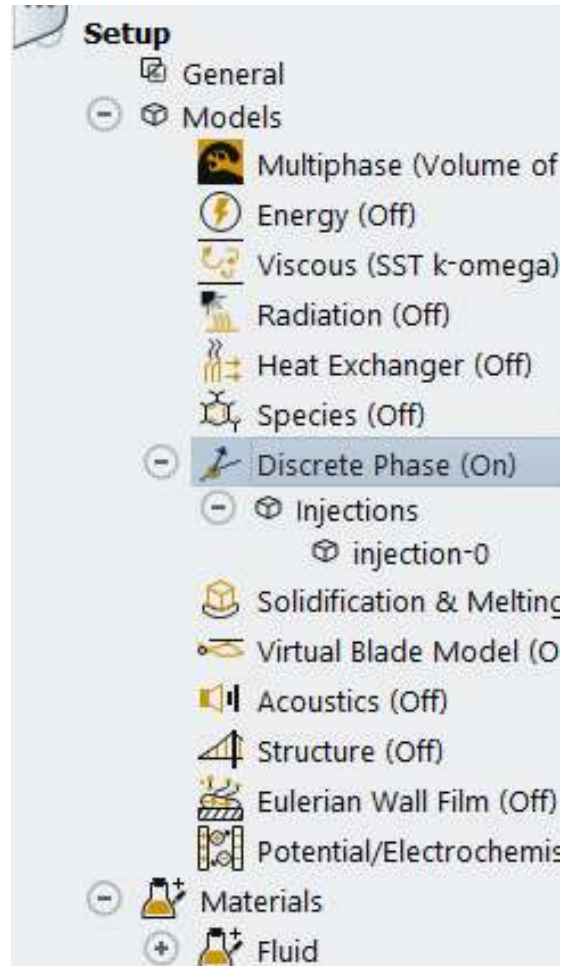 Setup
General
Models
Multiphase (Volume of
Energy (Off)
Viscous (SST k-omega)
Radiation (Off)
Heat Exchanger (Off)
Species (Off)
Discrete Phase (On)
Injections
injection-0
Solidification & Melting
Virtual Blade Model (O
Acoustics (Off)
Structure (Off)
Eulerian Wall Film (Off)
Potential/Electrochemis
Materials
Fluid